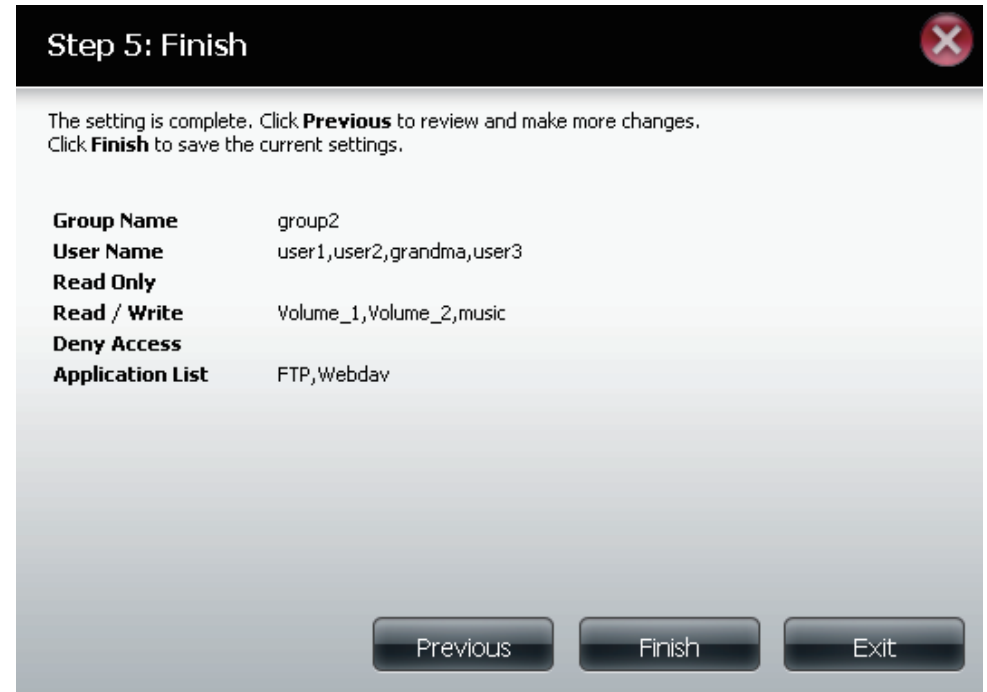 Step 5: Finish
The setting is complete. Click Previous to review and make more changes.
Click Finish to save the current settings.
Group Name group2
User Name user1,user2,grandma,user3
Read Only
Read / Write Volume_1,Volume_2,music
Deny Access
Application List FTP,Webdav
Previous Finish Exit